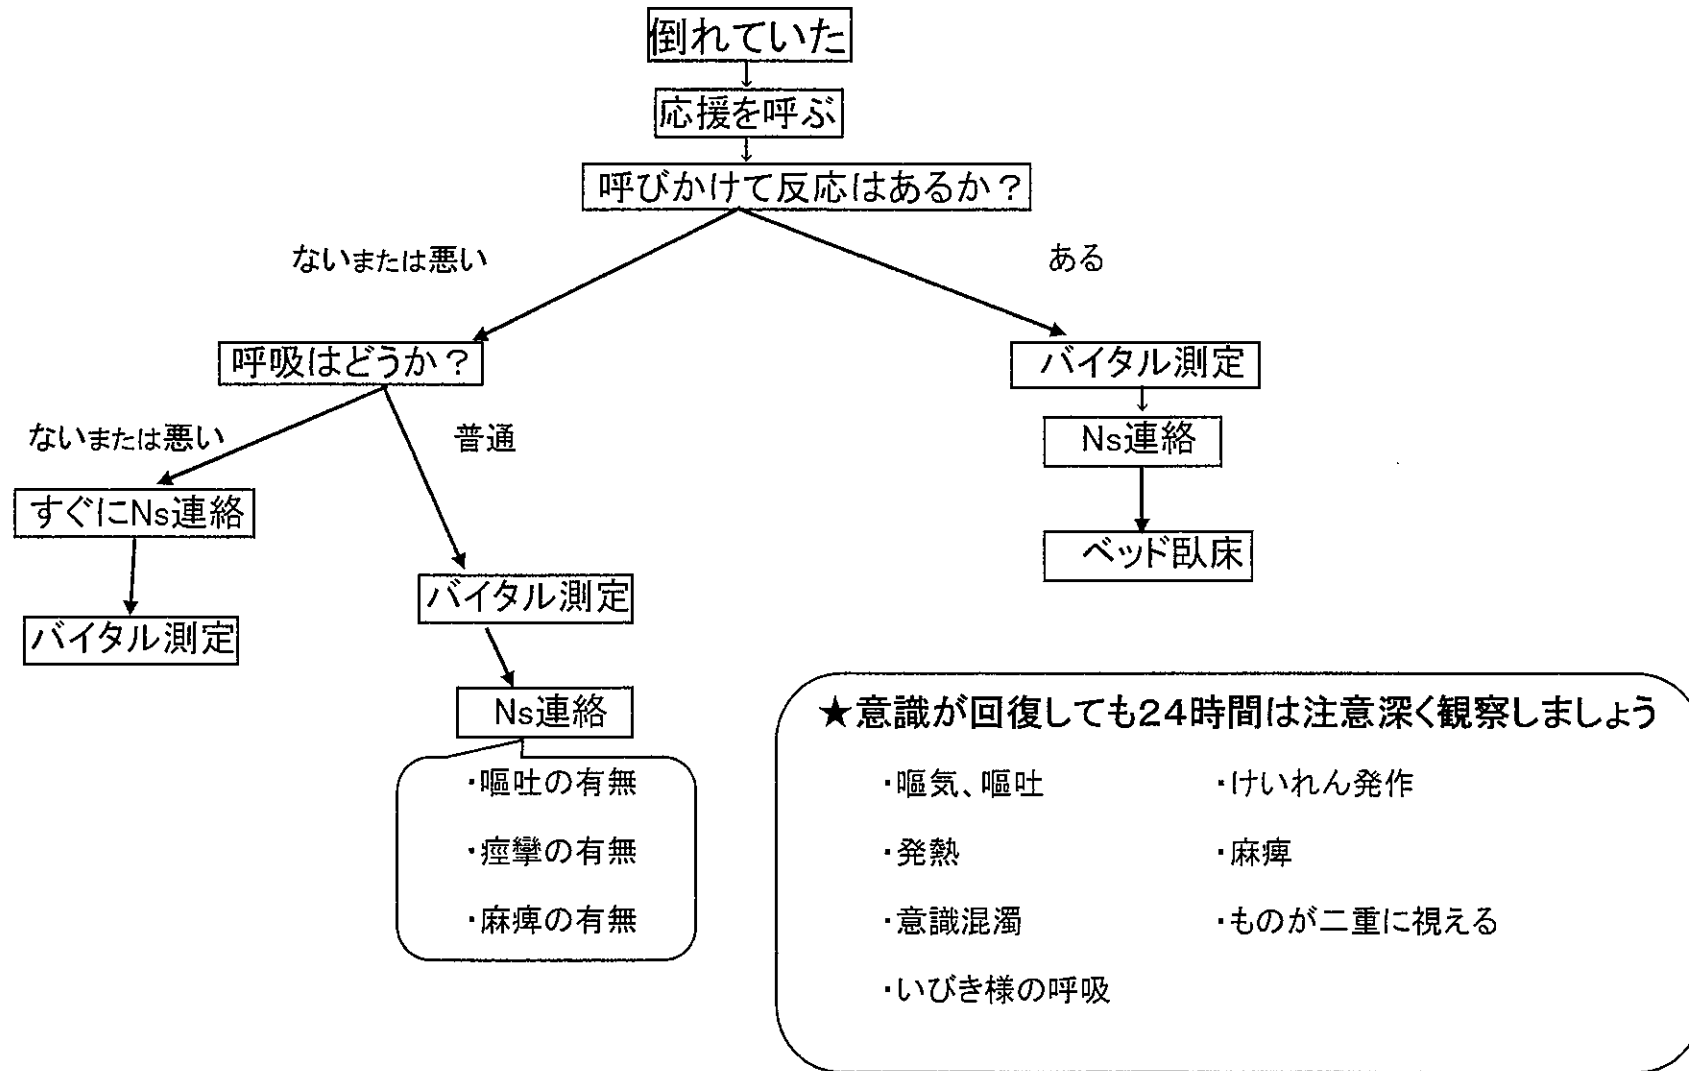 倒れていた
応援を呼ぶ
呼びかけて反応はあるか？
ないまたは悪い
ある
呼吸はどうか？
バイタル測定
ないまたは悪い
普通
Ns連絡
すぐにNs連絡
ベッド臥床
バイタル測定
バイタル測定
Ns連絡
・嘔吐の有無
・痙攣の有無
・麻痺の有無
★意識が回復しても24時間は注意深く観察しましょう
・嘔気、嘔吐
・けいれん発作
・発熱
・麻痺
・意識混濁
・ものが二重に視える
・いびき様の呼吸